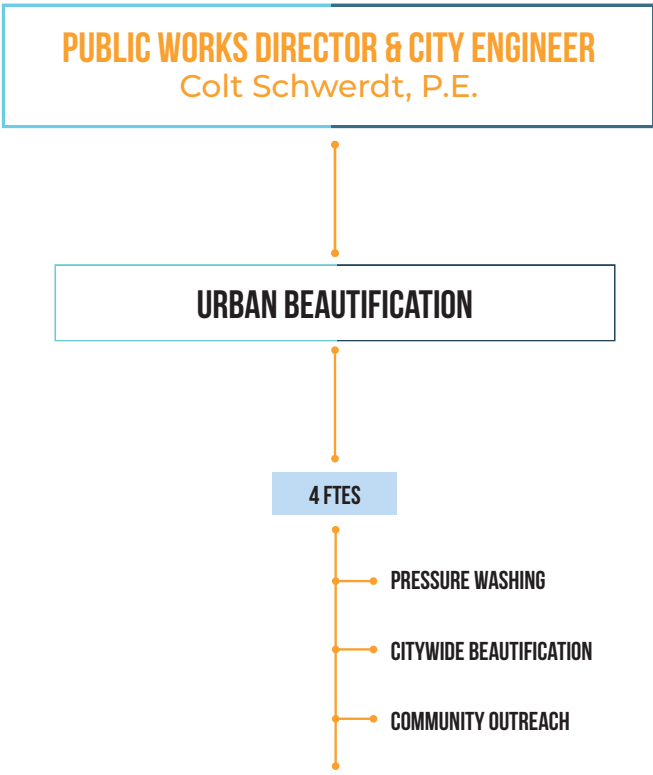 PUBLIC WORKS DIRECTOR & CITY ENGINEER
Colt Schwerdt, P.E.
URBAN BEAUTIFICATION
4 FTES
PRESSURE WASHING
CITYWIDE BEAUTIFICATION
COMMUNITY OUTREACH